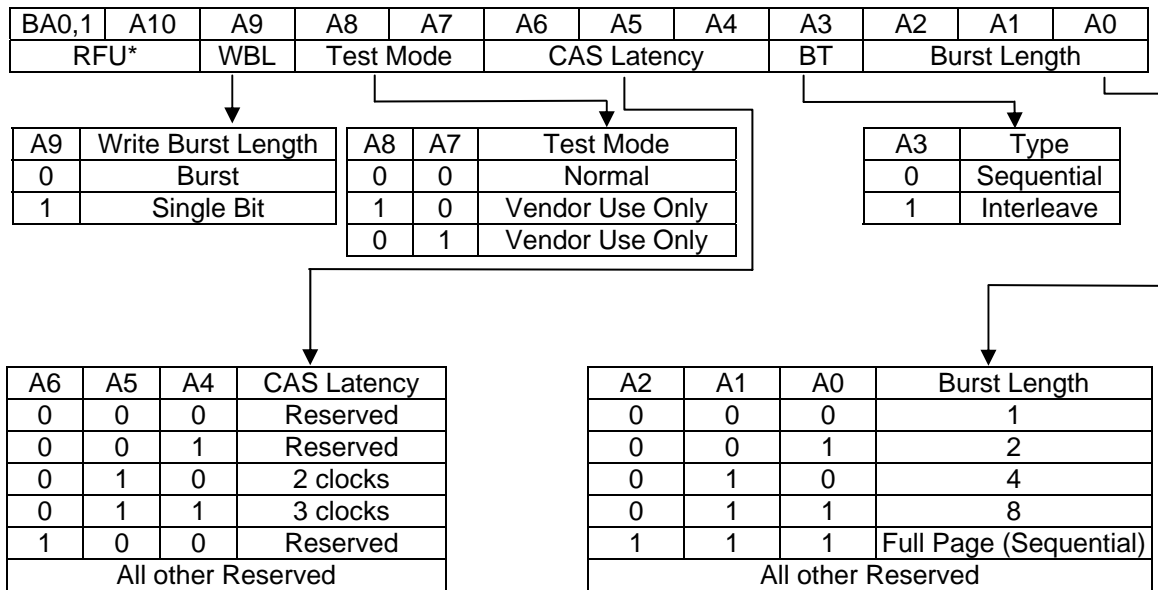 BA0,1 A10 A9 A8 A7 A6 A5 A4 A3 A2 A1 A0
RFU* WBL Test Mode CAS Latency BT Burst Length
A9 Write Burst Length
0 Burst
1 Single Bit
A8 A7 Test Mode
0 0 Normal
1 0 Vendor Use Only
0 1 Vendor Use Only
A3 Type
0 Sequential
1 Interleave
A6 A5 A4 CAS Latency
0 0 0 Reserved
0 0 1 Reserved
0 1 0 2 clocks
0 1 1 3 clocks
1 0 0 Reserved
All other Reserved
A2 A1 A0 Burst Length
0 0 0 1
0 0 1 2
0 1 0 4
0 1 1 8
1 1 1 Full Page (Sequential)
All other Reserved